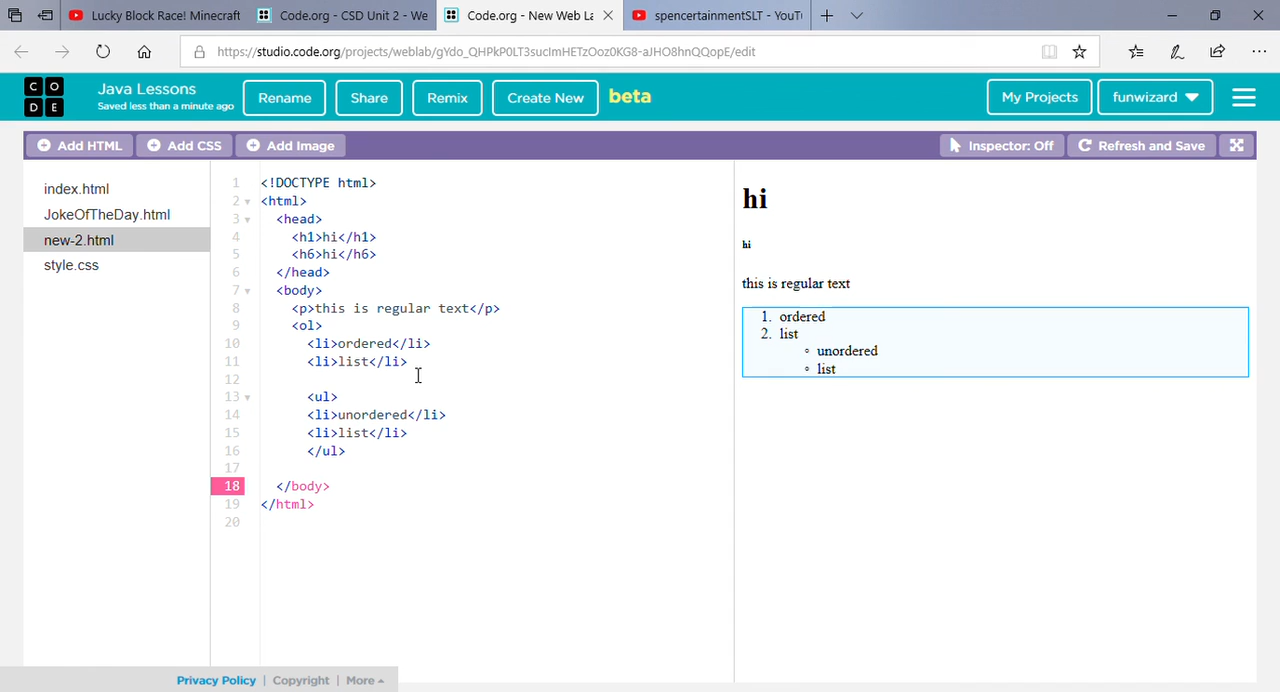 Lucky Block Race! Minecraft
Code.org - CSD Unit 2 - We
Code.org - New Web La
spencertainmentSLT - YouTu
https://studio.code.org/projects/weblab/gYdo_QHPkP0LT3sucImHETzOoz0KG8-aJHO8hnQQopE/edit
C O D E
Java Lessons
Saved less than a minute ago
Rename
Share
Remix
Create New
beta
My Projects
funwizard
Add HTML
Add CSS
Add Image
Inspector: Off
Refresh and Save
index.html
JokeOfTheDay.html
new-2.html
style.css
1 <!DOCTYPE html>
2 <html>
3 <head>
4 <h1>hi</h1>
5 <h6>hi</h6>
6 </head>
7 <body>
8 <p>this is regular text</p>
9 <ol>
10 <li>ordered</li>
11 <li>list</li>
12
13 <ul>
14 <li>unordered</li>
15 <li>list</li>
16 </ul>
17
18 </body>
19 </html>
20
hi
hi
this is regular text
1. ordered
2. list
◦ unordered
◦ list
Privacy Policy | Copyright | More